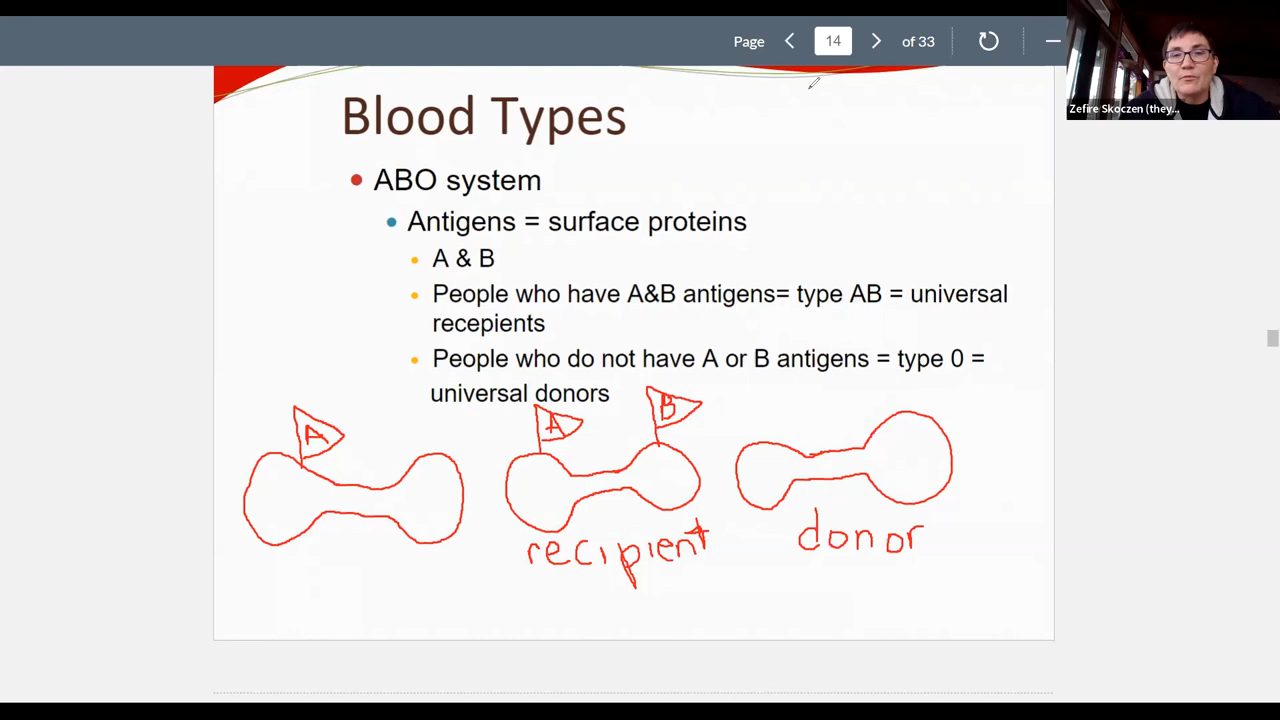 Page 14 of 33
Zefire Skoczen (they...
Blood Types
ABO system
Antigens = surface proteins
A & B
People who have A&B antigens= type AB = universal
recepients
People who do not have A or B antigens = type 0 =
universal donors
A
A
B
recipient
donor